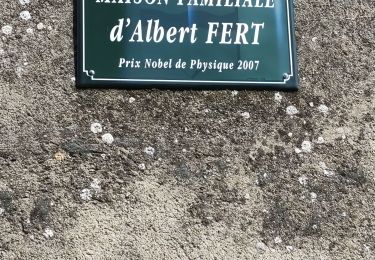 MAISON FAMILIALE
d'Albert FERT
Prix Nobel de Physique 2007